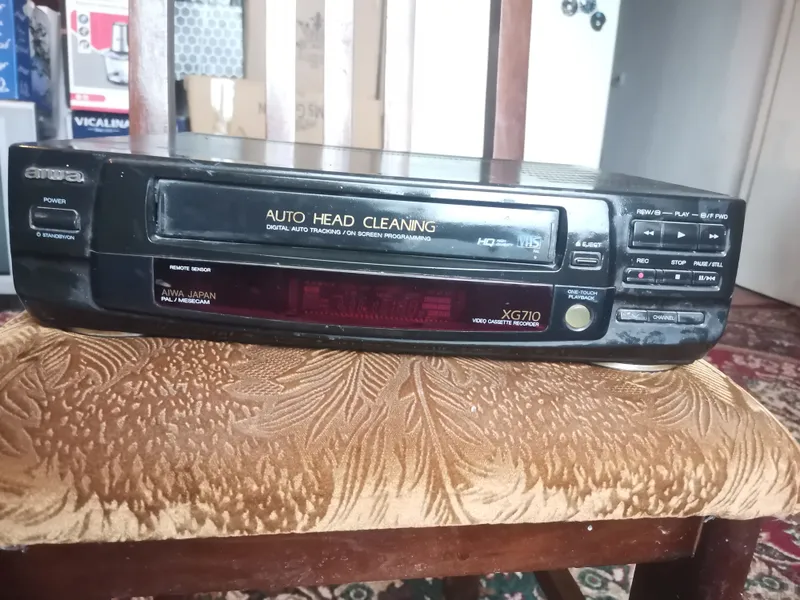 VICALINA
aiwa
POWER
STANDBY/ON
AUTO HEAD CLEANING
DIGITAL AUTO TRACKING / ON SCREEN PROGRAMMING
HQ
VHS
EJECT
REW
PLAY
F FWD
REC
STOP
PAUSE / STILL
CHANNEL
REMOTE SENSOR
AIWA JAPAN
PAL / MESECAM
ONE-TOUCH
PLAYBACK
XG710
VIDEO CASSETTE RECORDER